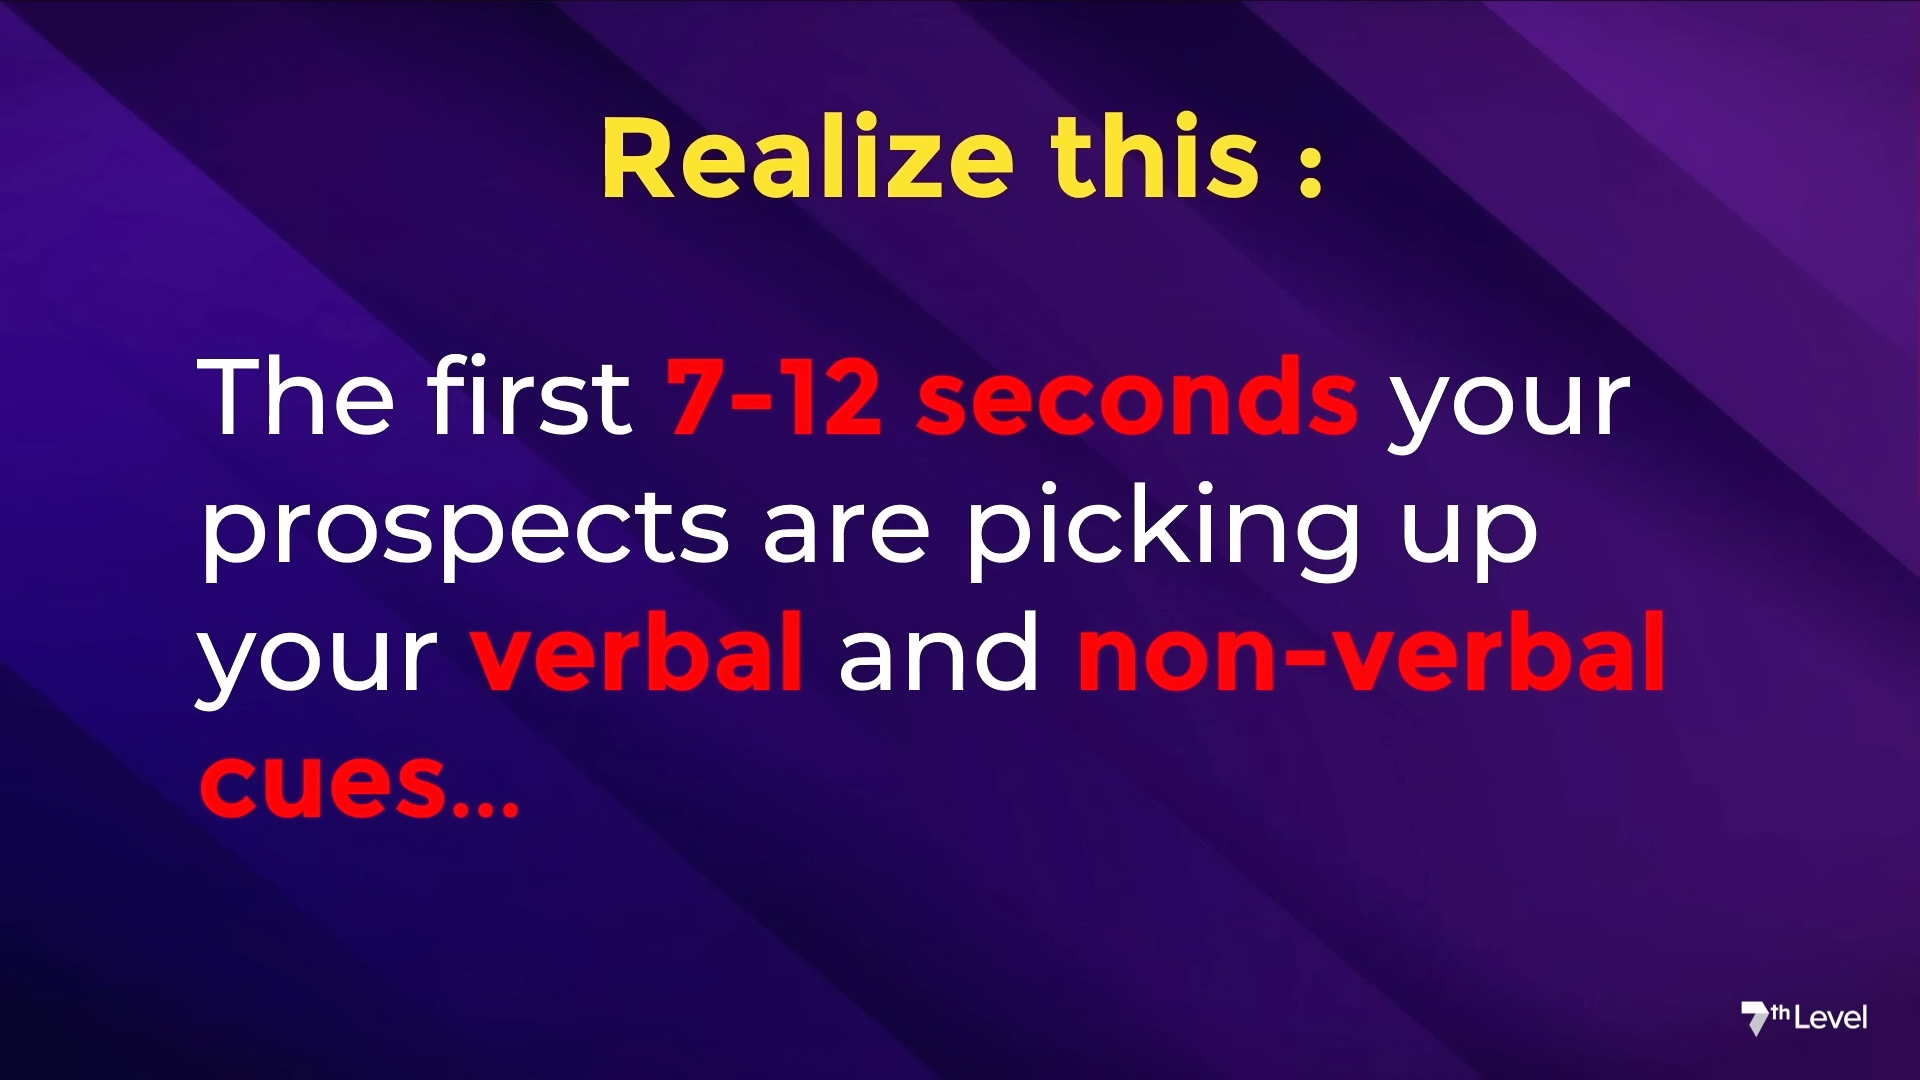 Realize this :
The first 7-12 seconds your
prospects are picking up
your verbal and non-verbal
cues...
7th Level